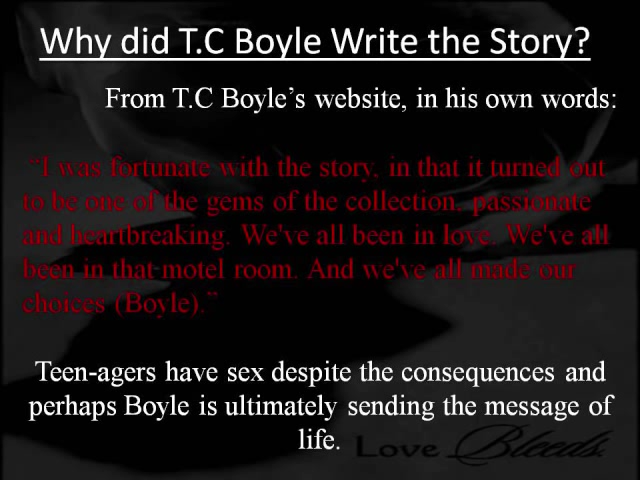 Why did T.C Boyle Write the Story?
From T.C Boyle's website, in his own words:
“I was fortunate with the story, in that it turned out
to be one of the gems of the collection, passionate
and heartbreaking. We've all been in love. We've all
been in that motel room. And we've all made our
choices (Boyle).”
Teen-agers have sex despite the consequences and
perhaps Boyle is ultimately sending the message of
life.
Love Bleeds.